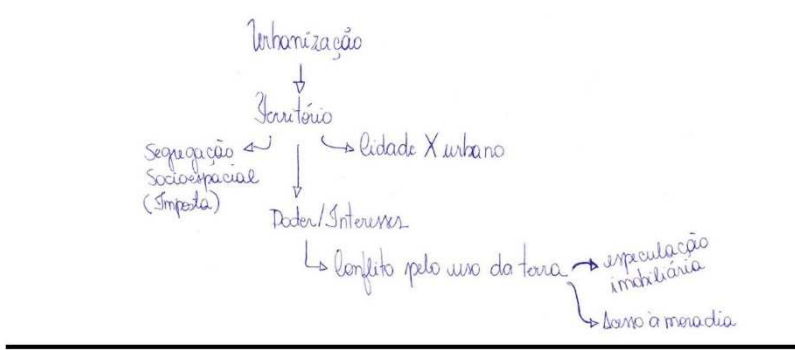 Urbanização
Território
Segregação
Socioespacial
(Imposta)
Cidade X urbano
Poder/Interesses
Conflito pelo uso da terra
especulação
imobiliária
Acesso à moradia